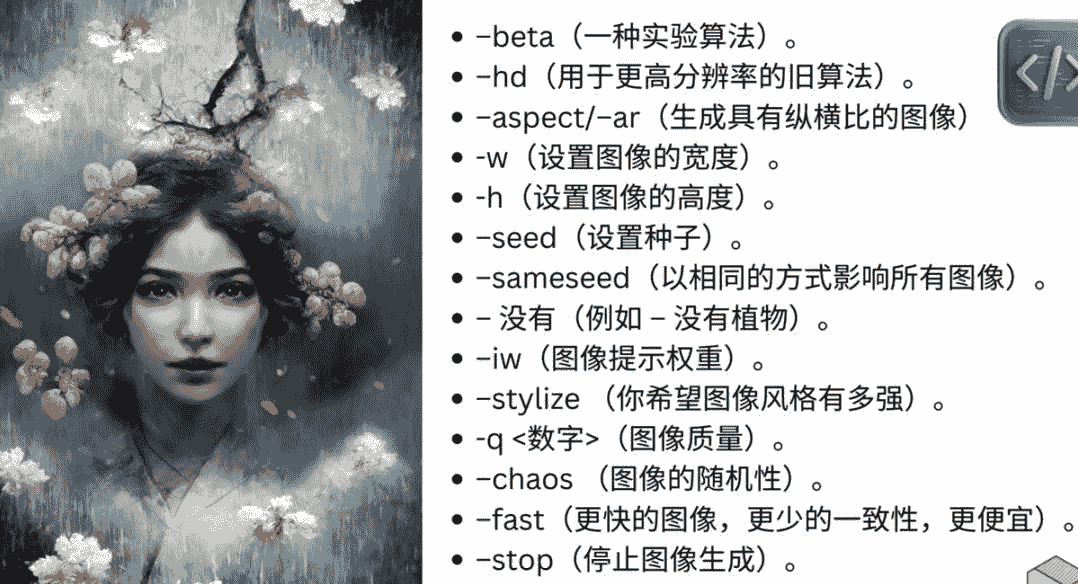 • –beta（一种实验算法）。
• –hd（用于更高分辨率的旧算法）。
• –aspect/–ar（生成具有纵横比的图像）
• -w（设置图像的宽度）。
• -h（设置图像的高度）。
• –seed（设置种子）。
• –sameseed（以相同的方式影响所有图像）。
• – 没有（例如 – 没有植物）。
• –iw（图像提示权重）。
• –stylize （你希望图像风格有多强）。
• -q <数字>（图像质量）。
• –chaos （图像的随机性）。
• –fast（更快的图像，更少的一致性，更便宜）。
• –stop（停止图像生成）。